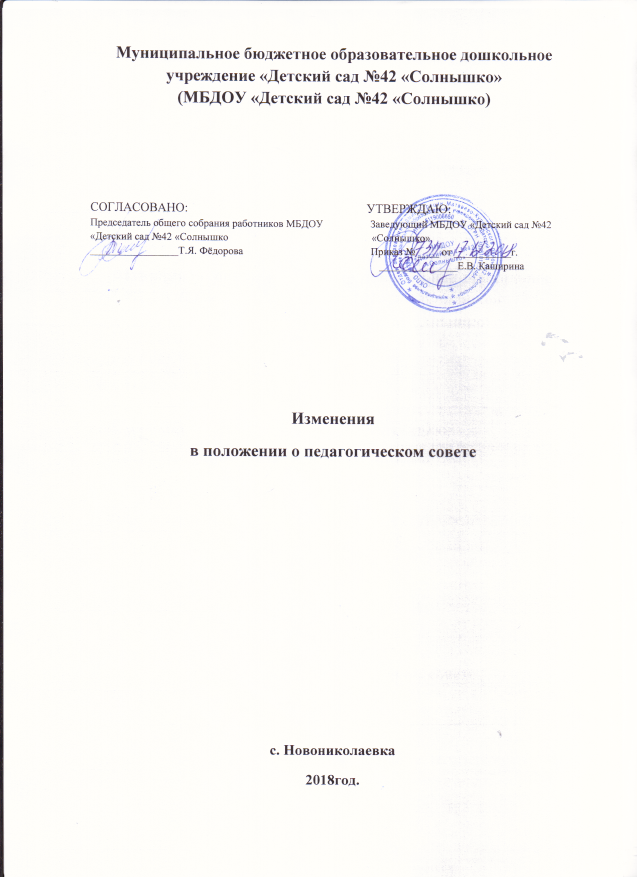 Муниципальное бюджетное образовательное дошкольное
учреждение «Детский сад №42 «Солнышко»
(МБДОУ «Детский сад №42 «Солнышко)
СОГЛАСОВАНО:
Председатель общего собрания работников МБДОУ
«Детский сад №42 «Солнышко
Т.Я. Фёдорова
УТВЕРЖДАЮ:
Заведующий МБДОУ «Детский сад №42
«Солнышко»
Приказ № от г.
Е.В. Каширина
Изменения
в положении о педагогическом совете
с. Новониколаевка
2018год.